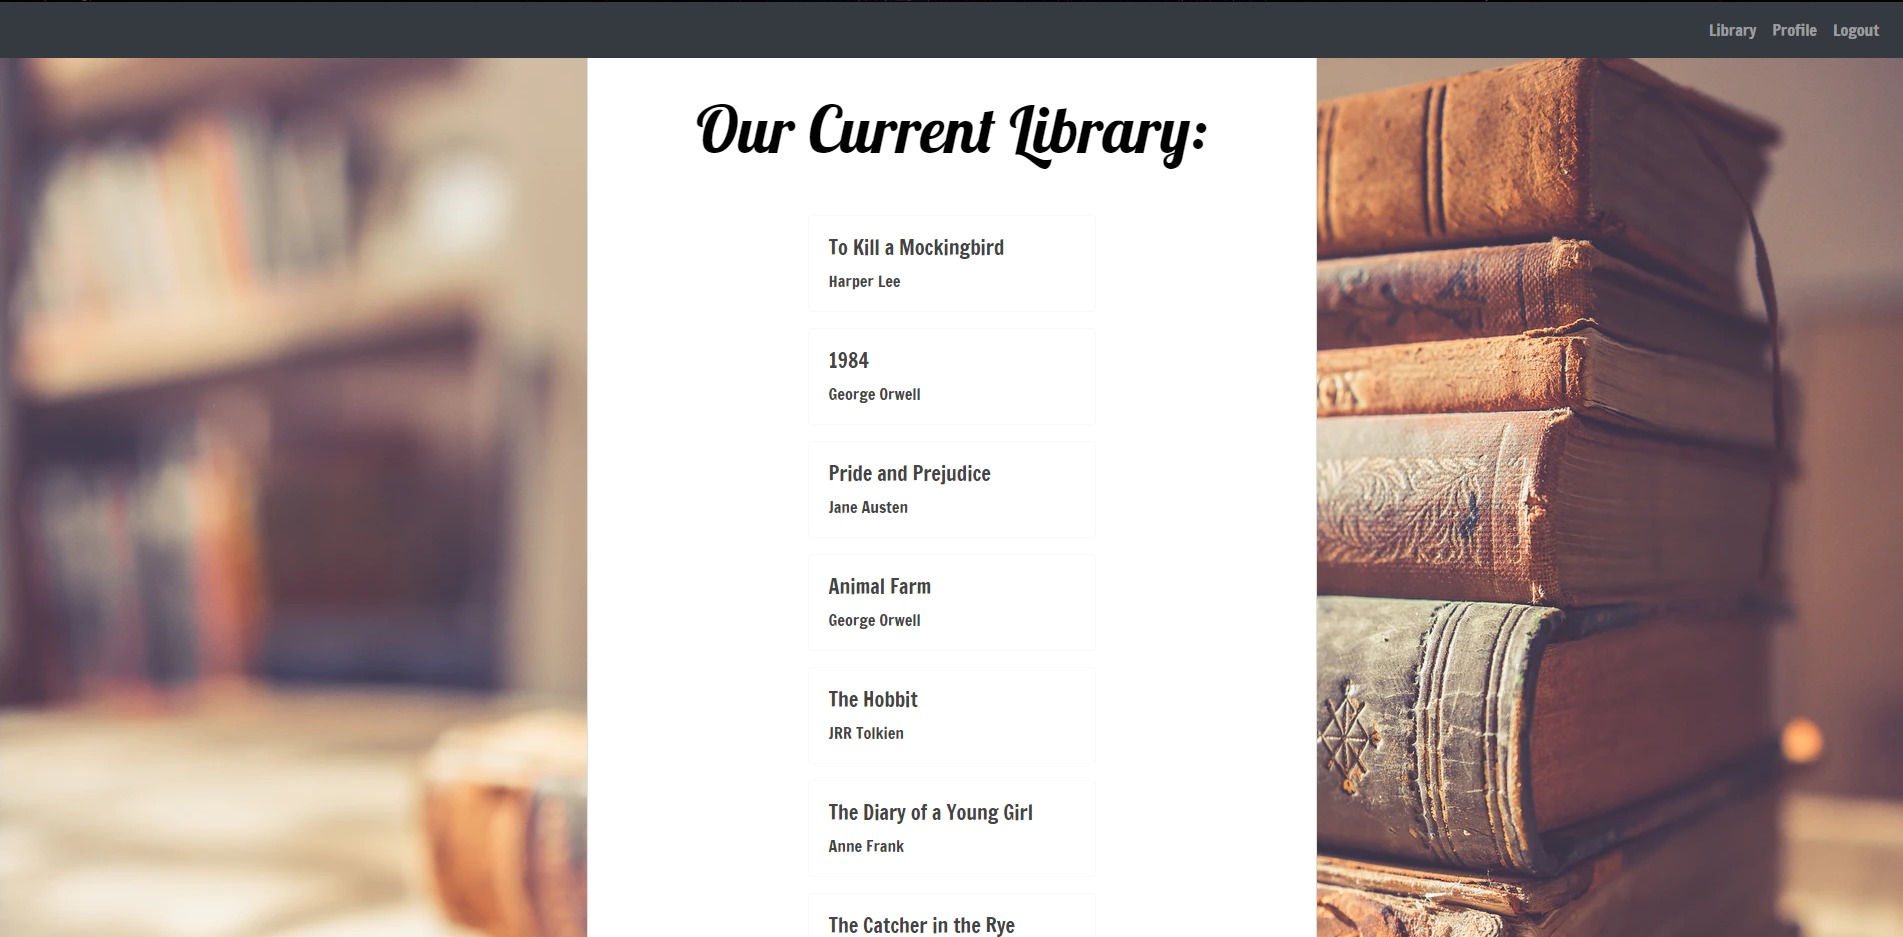 Library Profile Logout
Our Current Library:
To Kill a Mockingbird
Harper Lee
1984
George Orwell
Pride and Prejudice
Jane Austen
Animal Farm
George Orwell
The Hobbit
JRR Tolkien
The Diary of a Young Girl
Anne Frank
The Catcher in the Rye